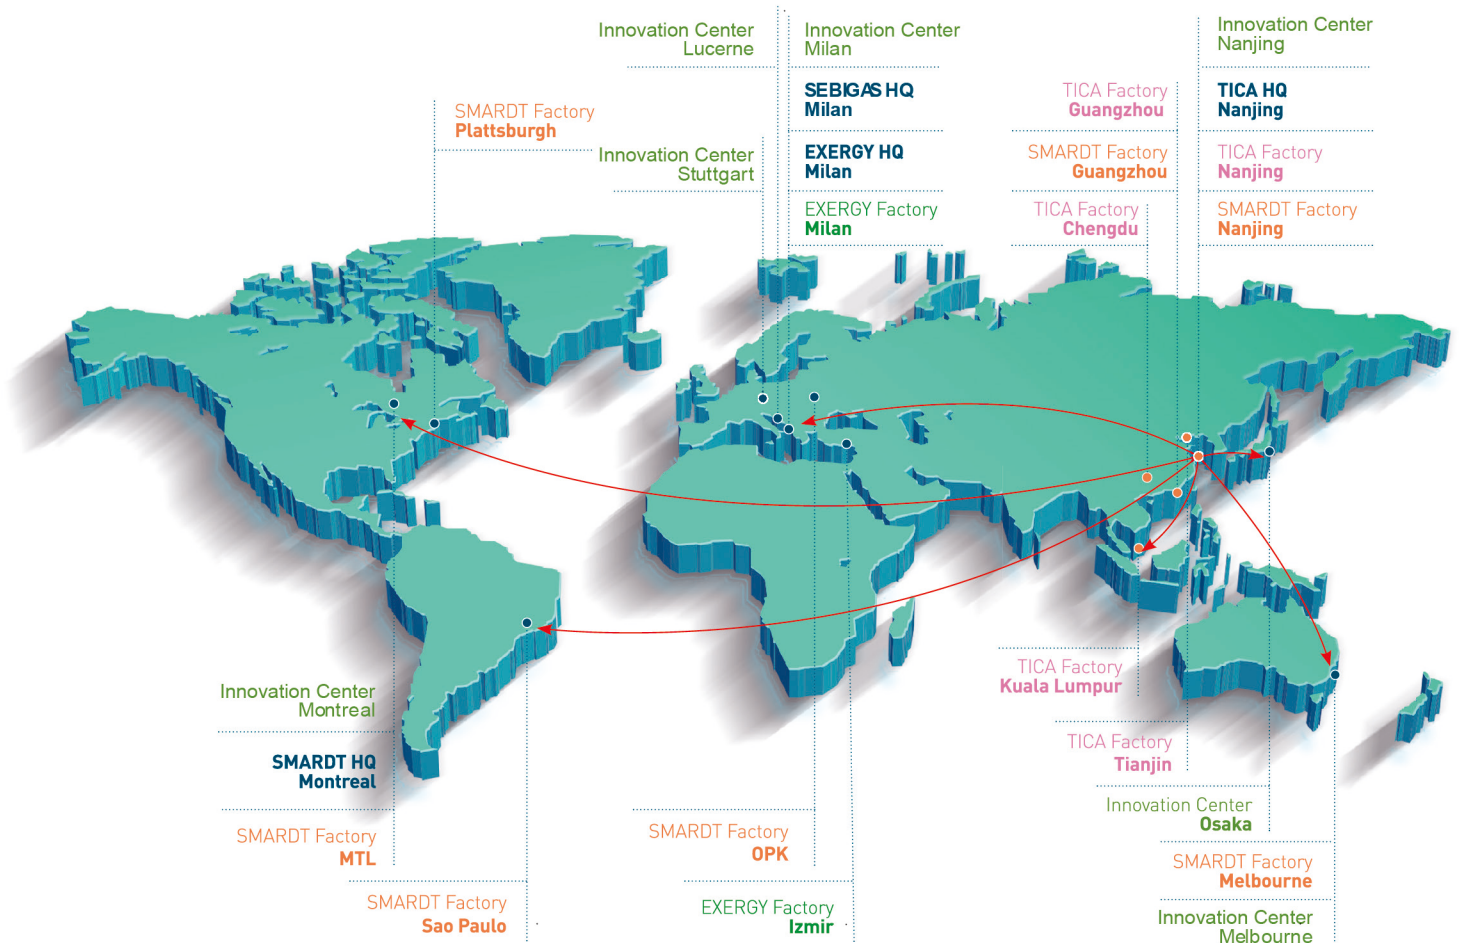 Innovation Center
Lucerne
Innovation Center
Milan
SEBIGAS HQ
Milan
EXERGY HQ
Milan
EXERGY Factory
Milan
Innovation Center
Nanjing
TICA HQ
Nanjing
TICA Factory
Nanjing
SMARDT Factory
Nanjing
TICA Factory
Guangzhou
SMARDT Factory
Guangzhou
TICA Factory
Chengdu
SMARDT Factory
Plattsburgh
Innovation Center
Stuttgart
Innovation Center
Montreal
SMARDT HQ
Montreal
SMARDT Factory
MTL
SMARDT Factory
Sao Paulo
SMARDT Factory
OPK
EXERGY Factory
Izmir
TICA Factory
Kuala Lumpur
TICA Factory
Tianjin
Innovation Center
Osaka
SMARDT Factory
Melbourne
Innovation Center
Melbourne